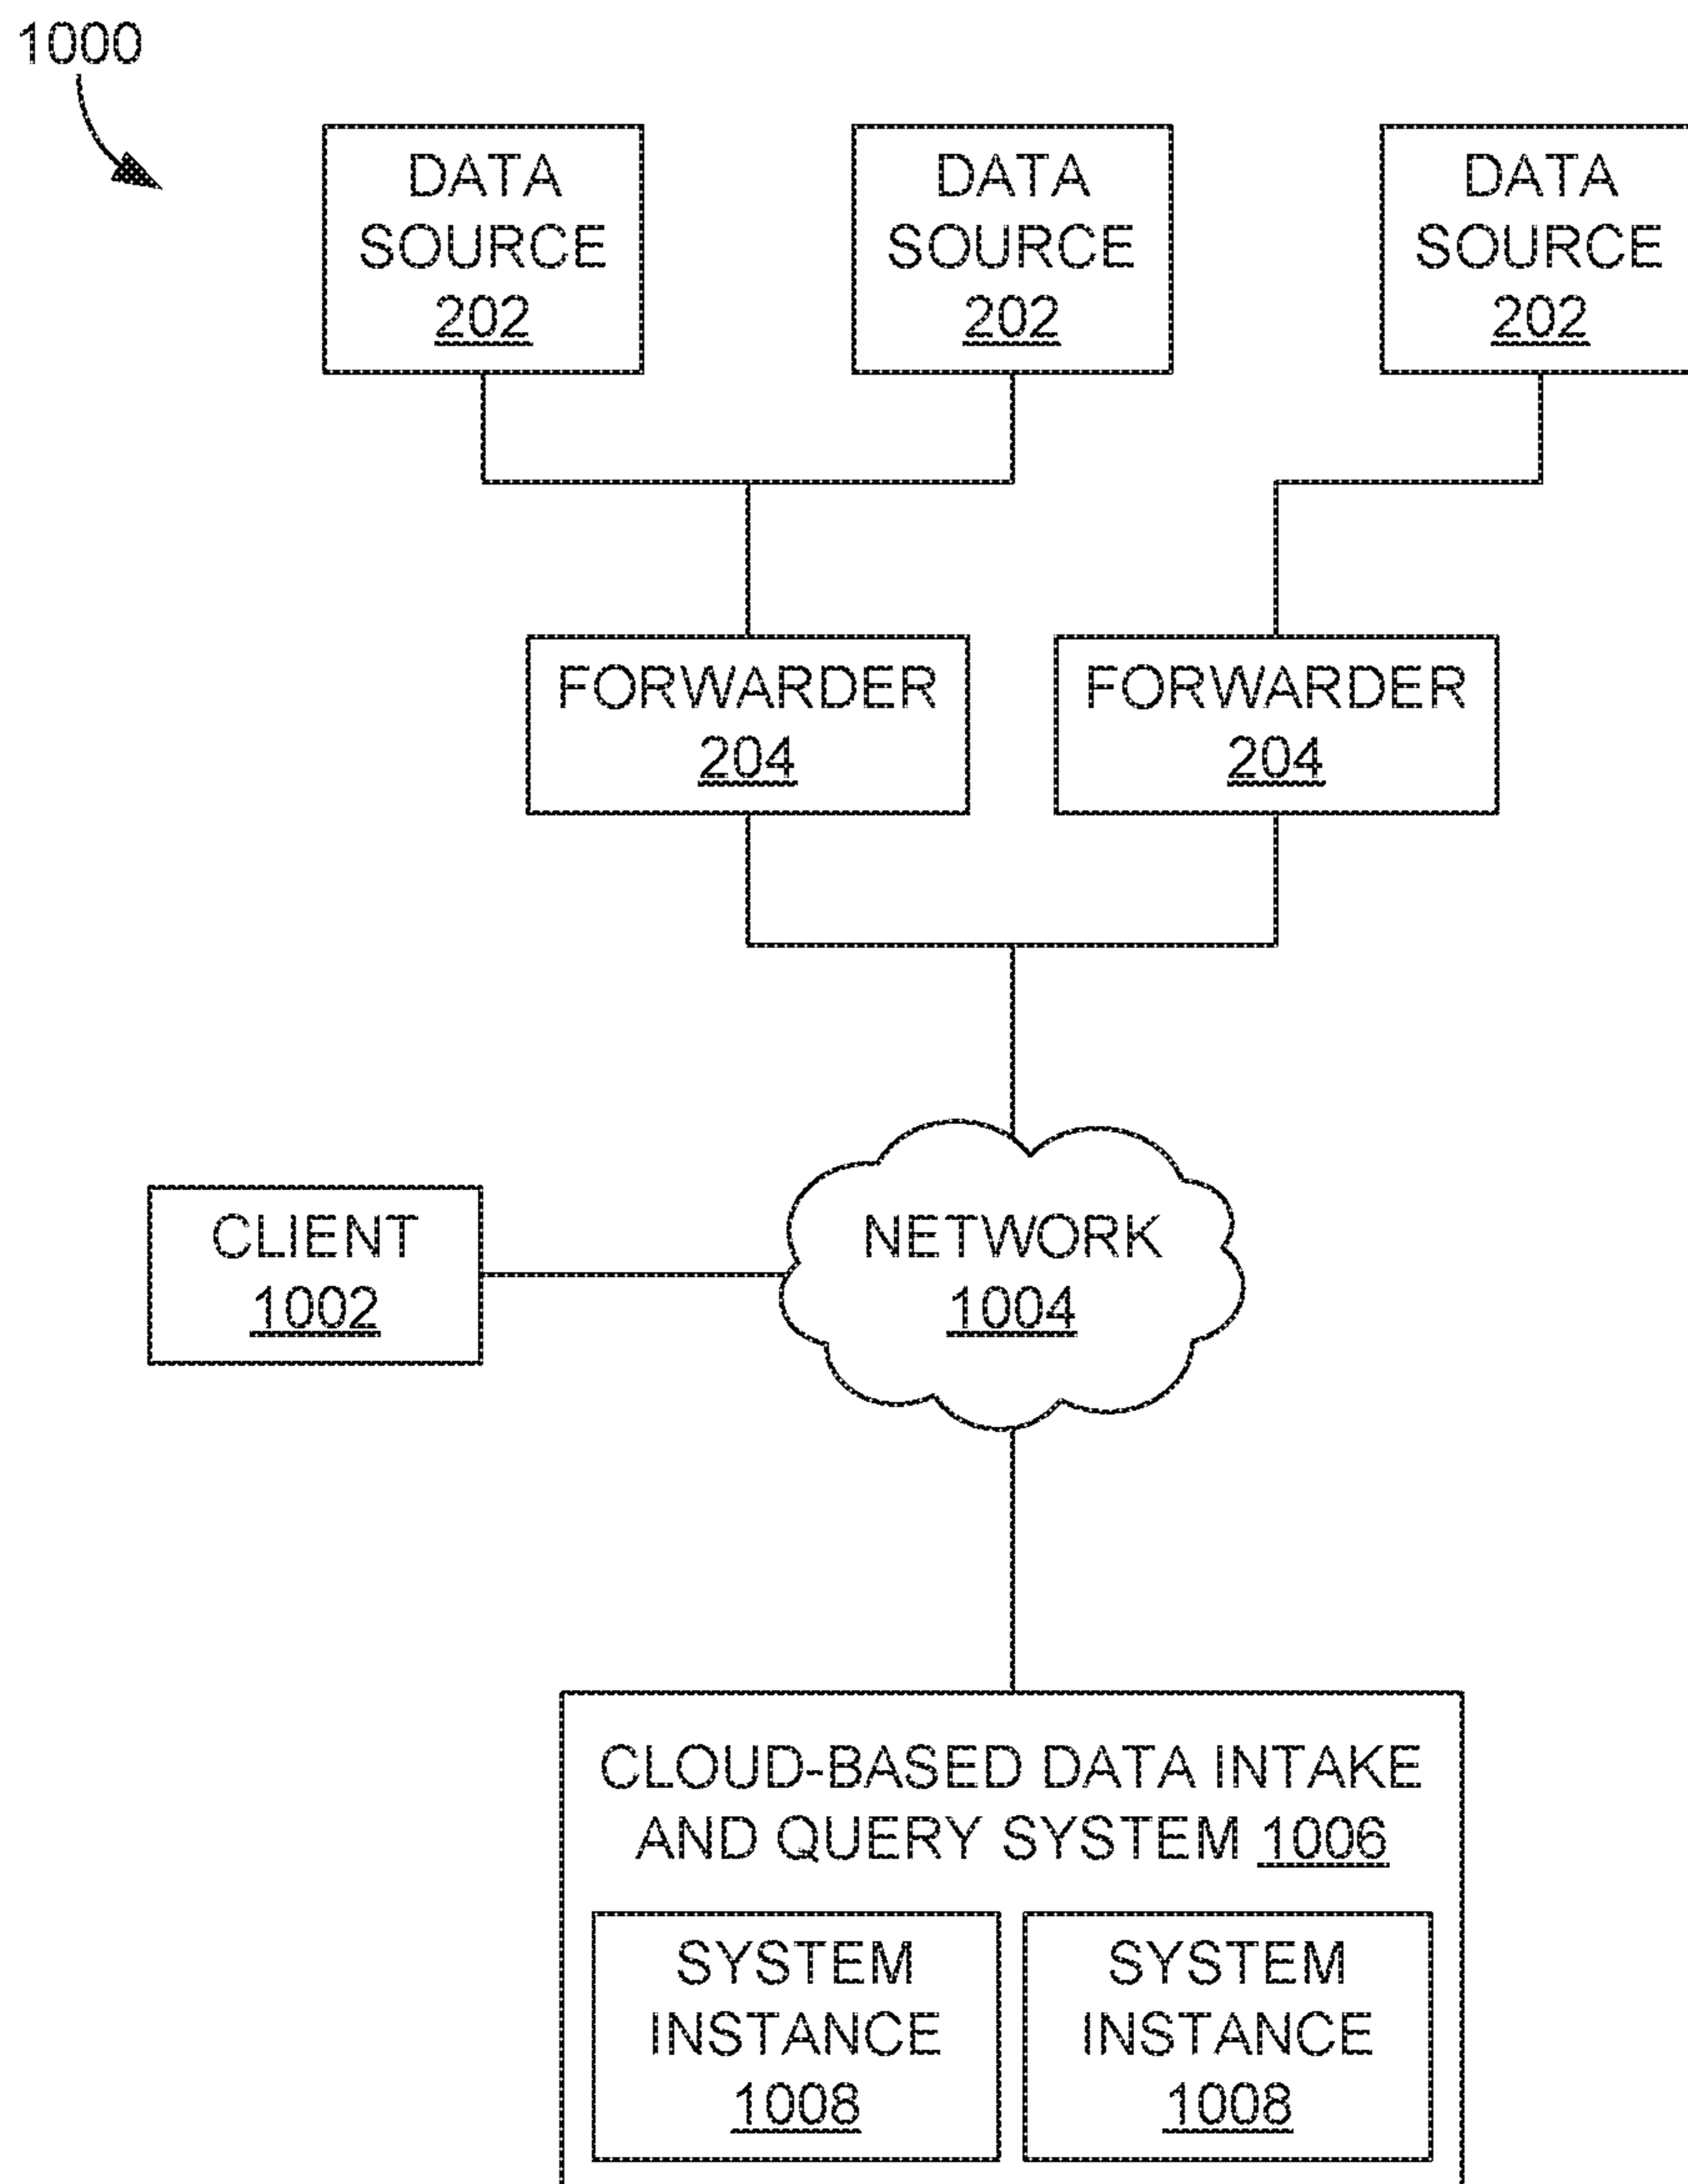 1000
DATA
SOURCE
202
DATA
SOURCE
202
DATA
SOURCE
202
FORWARDER
204
FORWARDER
204
CLIENT
1002
NETWORK
1004
CLOUD-BASED DATA INTAKE
AND QUERY SYSTEM 1006
SYSTEM
INSTANCE
1008
SYSTEM
INSTANCE
1008